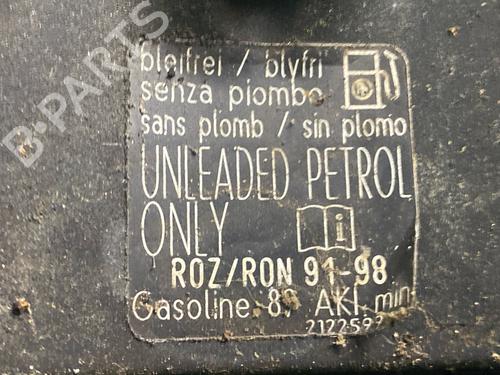 bleifrei / blyfri
senza piombo
sans plomb / sin plomo
UNLEADED PETROL
ONLY
ROZ/RON 91-98
Gasoline AKI min
B-PARTS